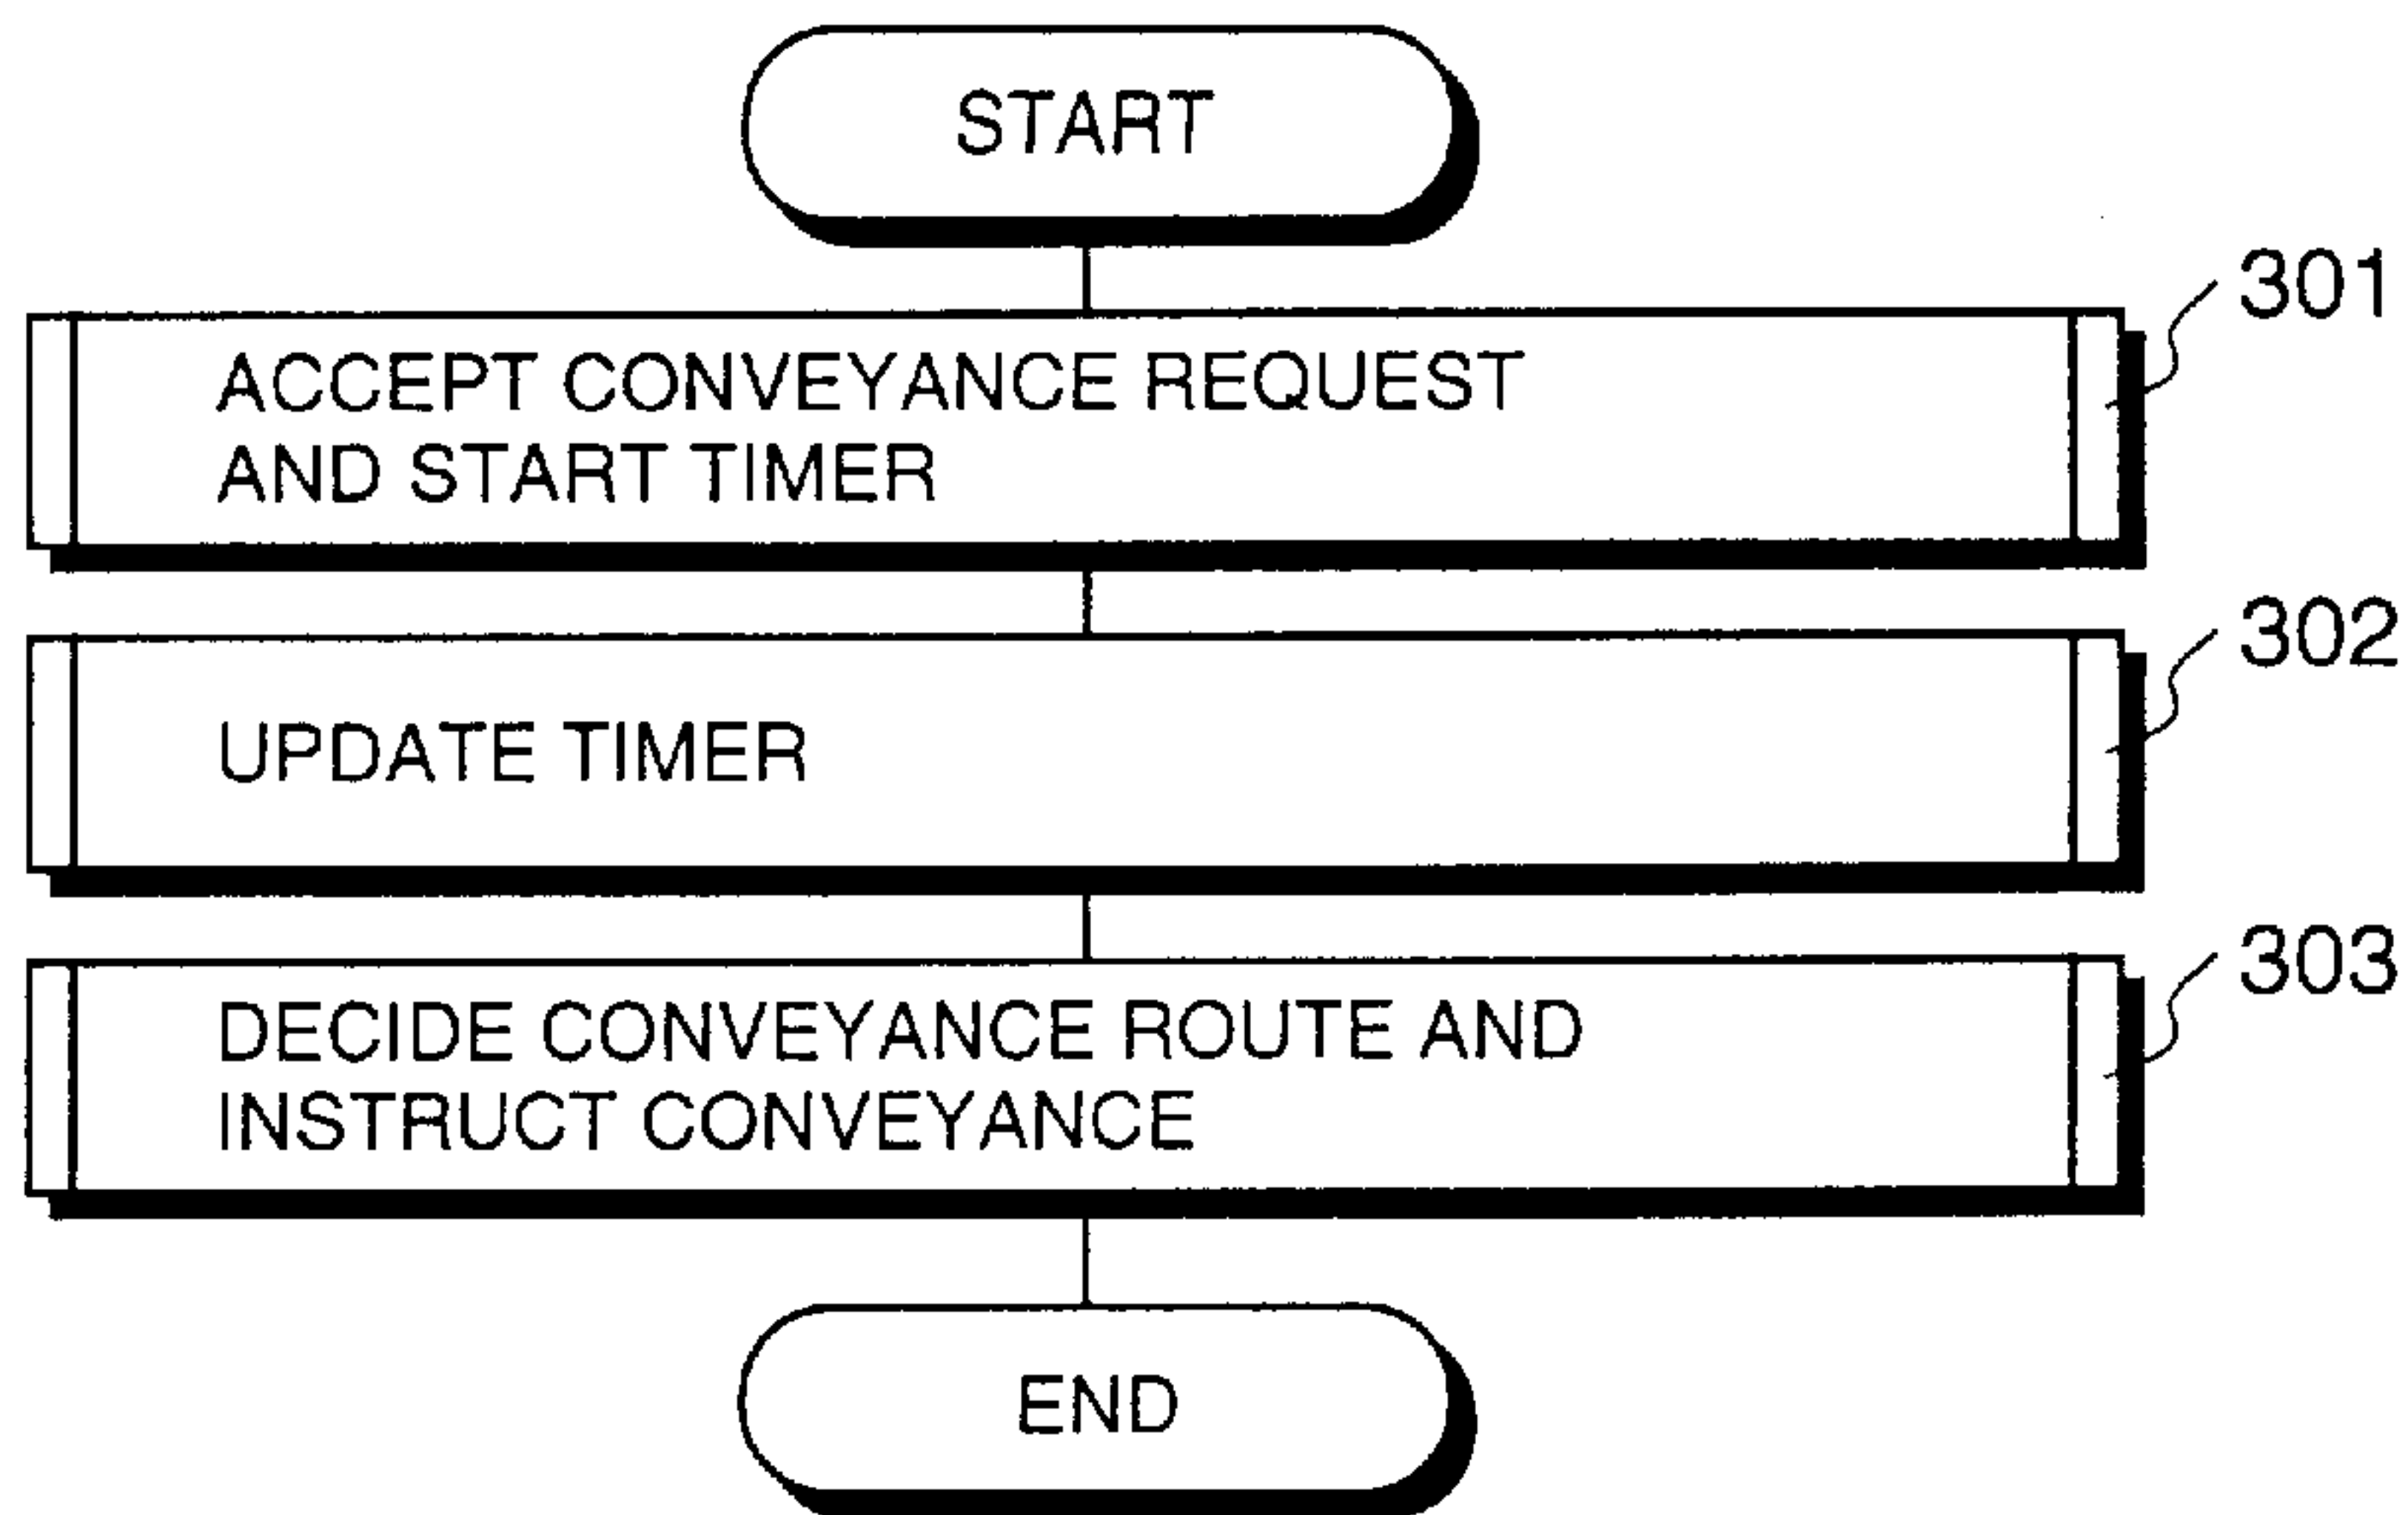 START
301
ACCEPT CONVEYANCE REQUEST
AND START TIMER
302
UPDATE TIMER
303
DECIDE CONVEYANCE ROUTE AND
INSTRUCT CONVEYANCE
END